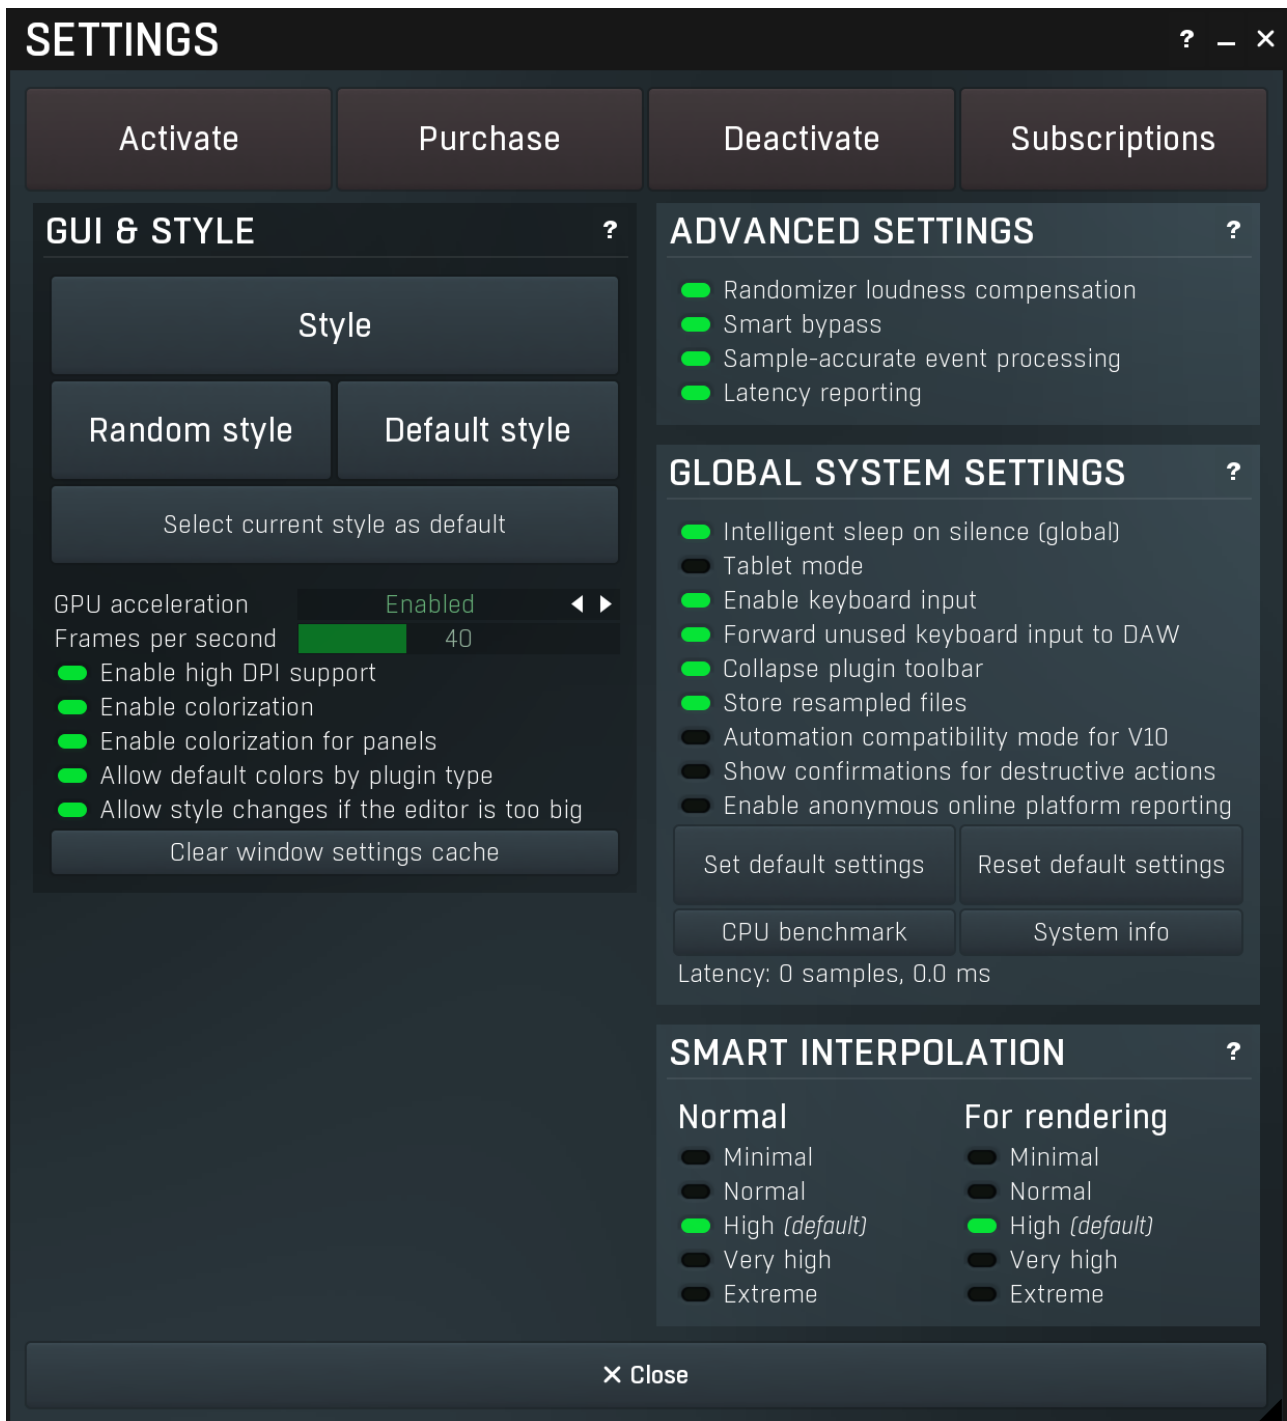 SETTINGS
? _ ✕
Activate Purchase Deactivate Subscriptions
GUI & STYLE ?
Style
Random style Default style
Select current style as default
GPU acceleration Enabled
Frames per second 40
Enable high DPI support
Enable colorization
Enable colorization for panels
Allow default colors by plugin type
Allow style changes if the editor is too big
Clear window settings cache
ADVANCED SETTINGS ?
Randomizer loudness compensation
Smart bypass
Sample-accurate event processing
Latency reporting
GLOBAL SYSTEM SETTINGS ?
Intelligent sleep on silence (global)
Tablet mode
Enable keyboard input
Forward unused keyboard input to DAW
Collapse plugin toolbar
Store resampled files
Automation compatibility mode for V10
Show confirmations for destructive actions
Enable anonymous online platform reporting
Set default settings Reset default settings
CPU benchmark System info
Latency: 0 samples, 0.0 ms
SMART INTERPOLATION ?
Normal
Minimal
Normal
High (default)
Very high
Extreme
For rendering
Minimal
Normal
High (default)
Very high
Extreme
✕ Close